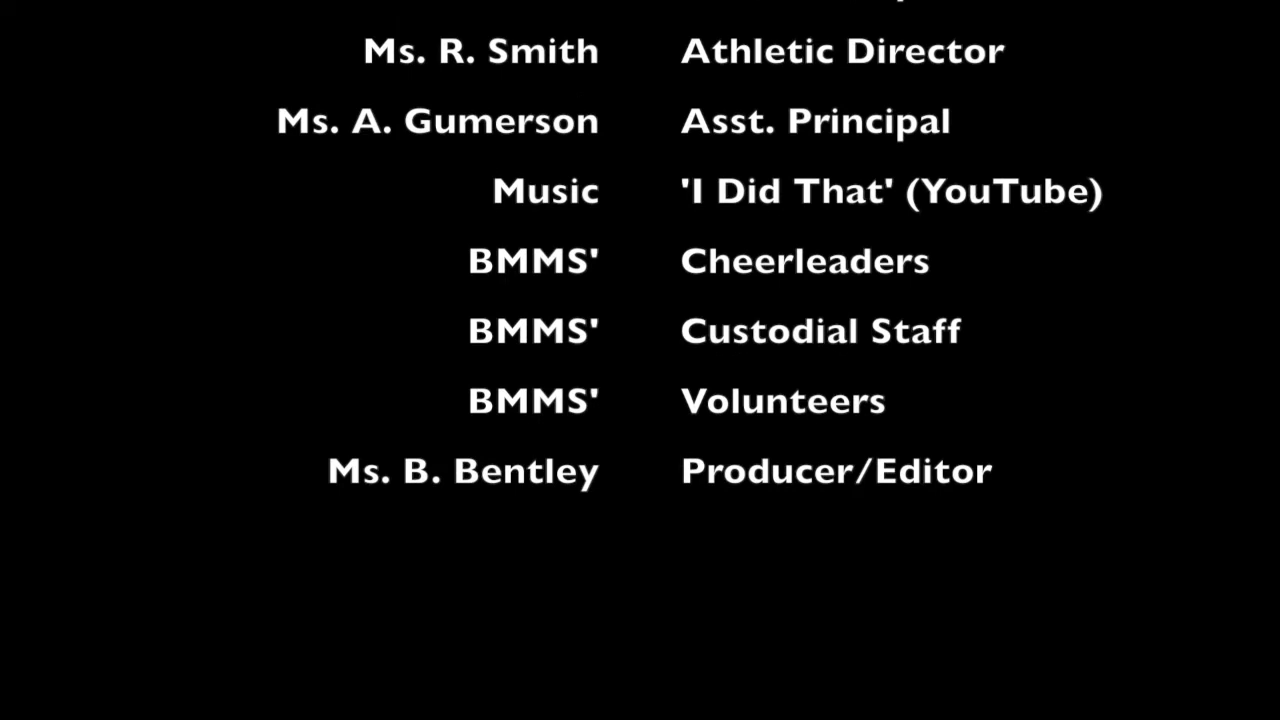 Ms. R. Smith Athletic Director
Ms. A. Gumerson Asst. Principal
Music 'I Did That' (YouTube)
BMMS' Cheerleaders
BMMS' Custodial Staff
BMMS' Volunteers
Ms. B. Bentley Producer/Editor